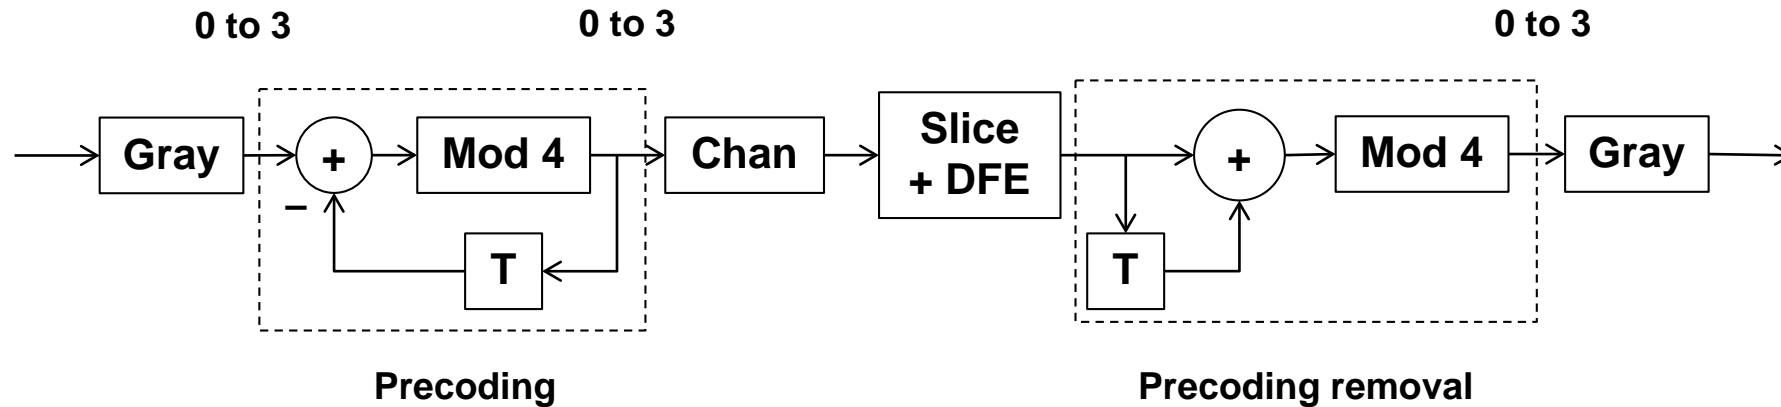 0 to 3
0 to 3
0 to 3
Gray
+
–
Mod 4
T
Chan
Slice
+ DFE
T
+
Mod 4
Gray
Precoding
Precoding removal